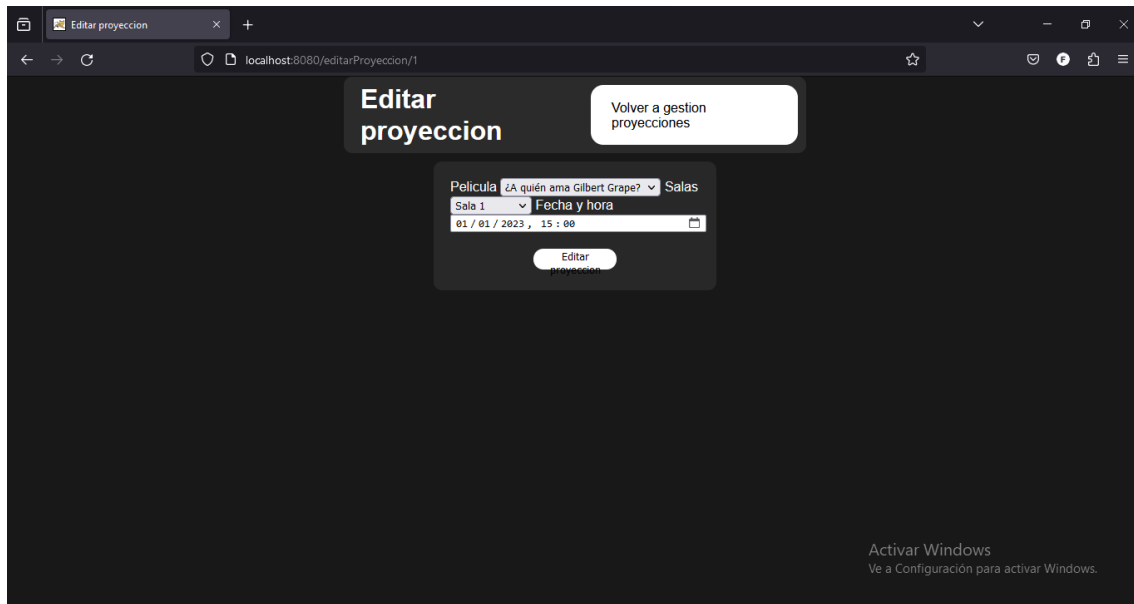 Editar proyeccion
localhost:8080/editarProyeccion/1
F
Editar
proyeccion
Volver a gestion
proyecciones
Pelicula ¿A quién ama Gilbert Grape? Salas
Sala 1 Fecha y hora
01/01/2023, 15:00
Editar
proyeccion
Activar Windows
Ve a Configuración para activar Windows.